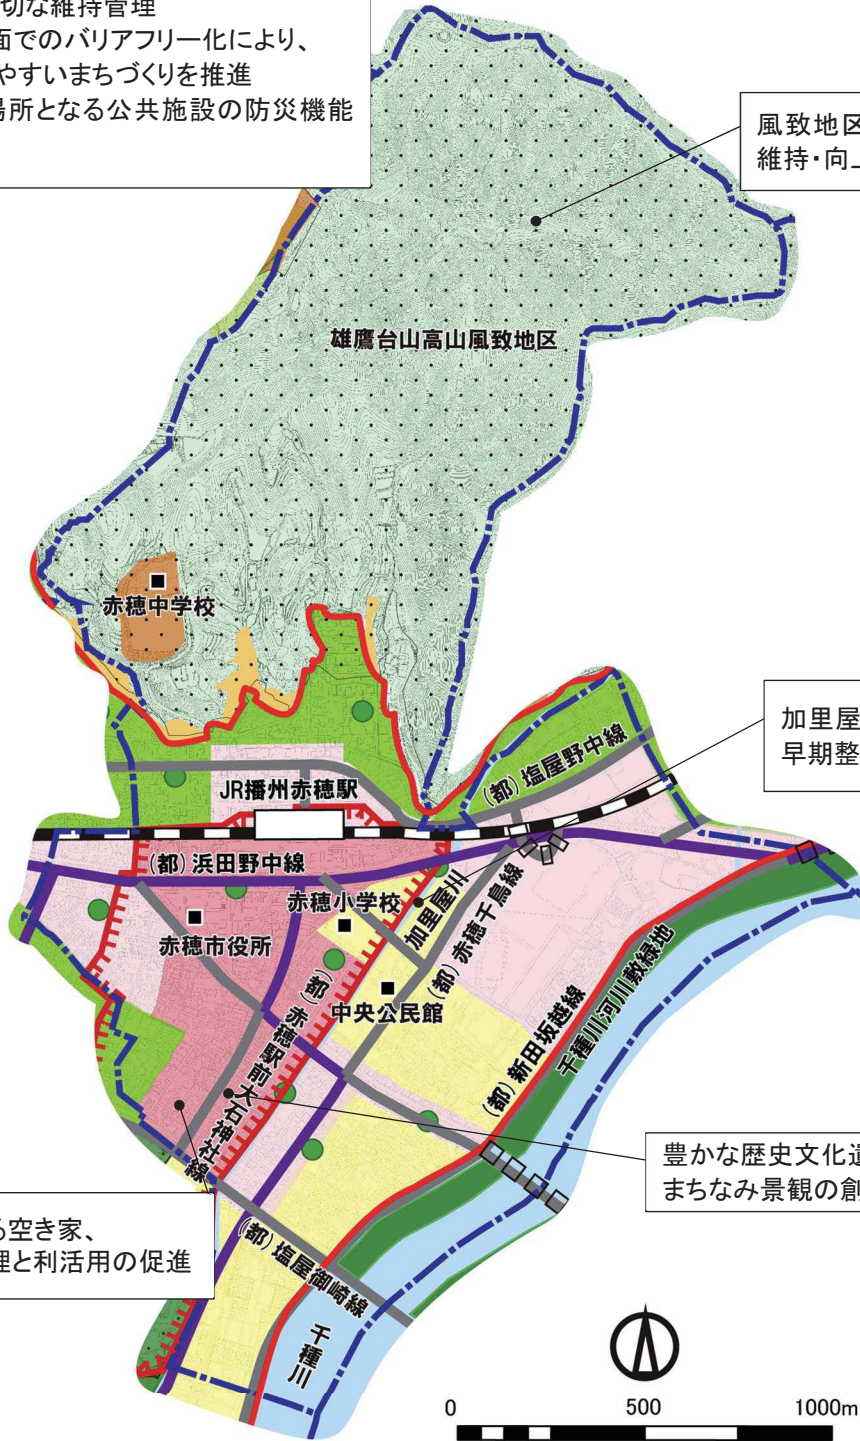 切な維持管理
面でのバリアフリー化により、
やすいまちづくりを推進
場所となる公共施設の防災機能
風致地区
維持・向上
雄鷹台山高山風致地区
赤穂中学校
加里屋
早期整
(都)塩屋野中線
JR播州赤穂駅
(都)浜田野中線
赤穂小学校
加里屋川
(都)赤穂千鳥線
赤穂市役所
中央公民館
(都)赤穂駅前大石神社線
(都)新田坂越線
千種川河川敷緑地
豊かな歴史文化遺
まちなみ景観の創
る空き家、
理と利活用の促進
(都)塩屋御崎線
千種川
0 500 1000m